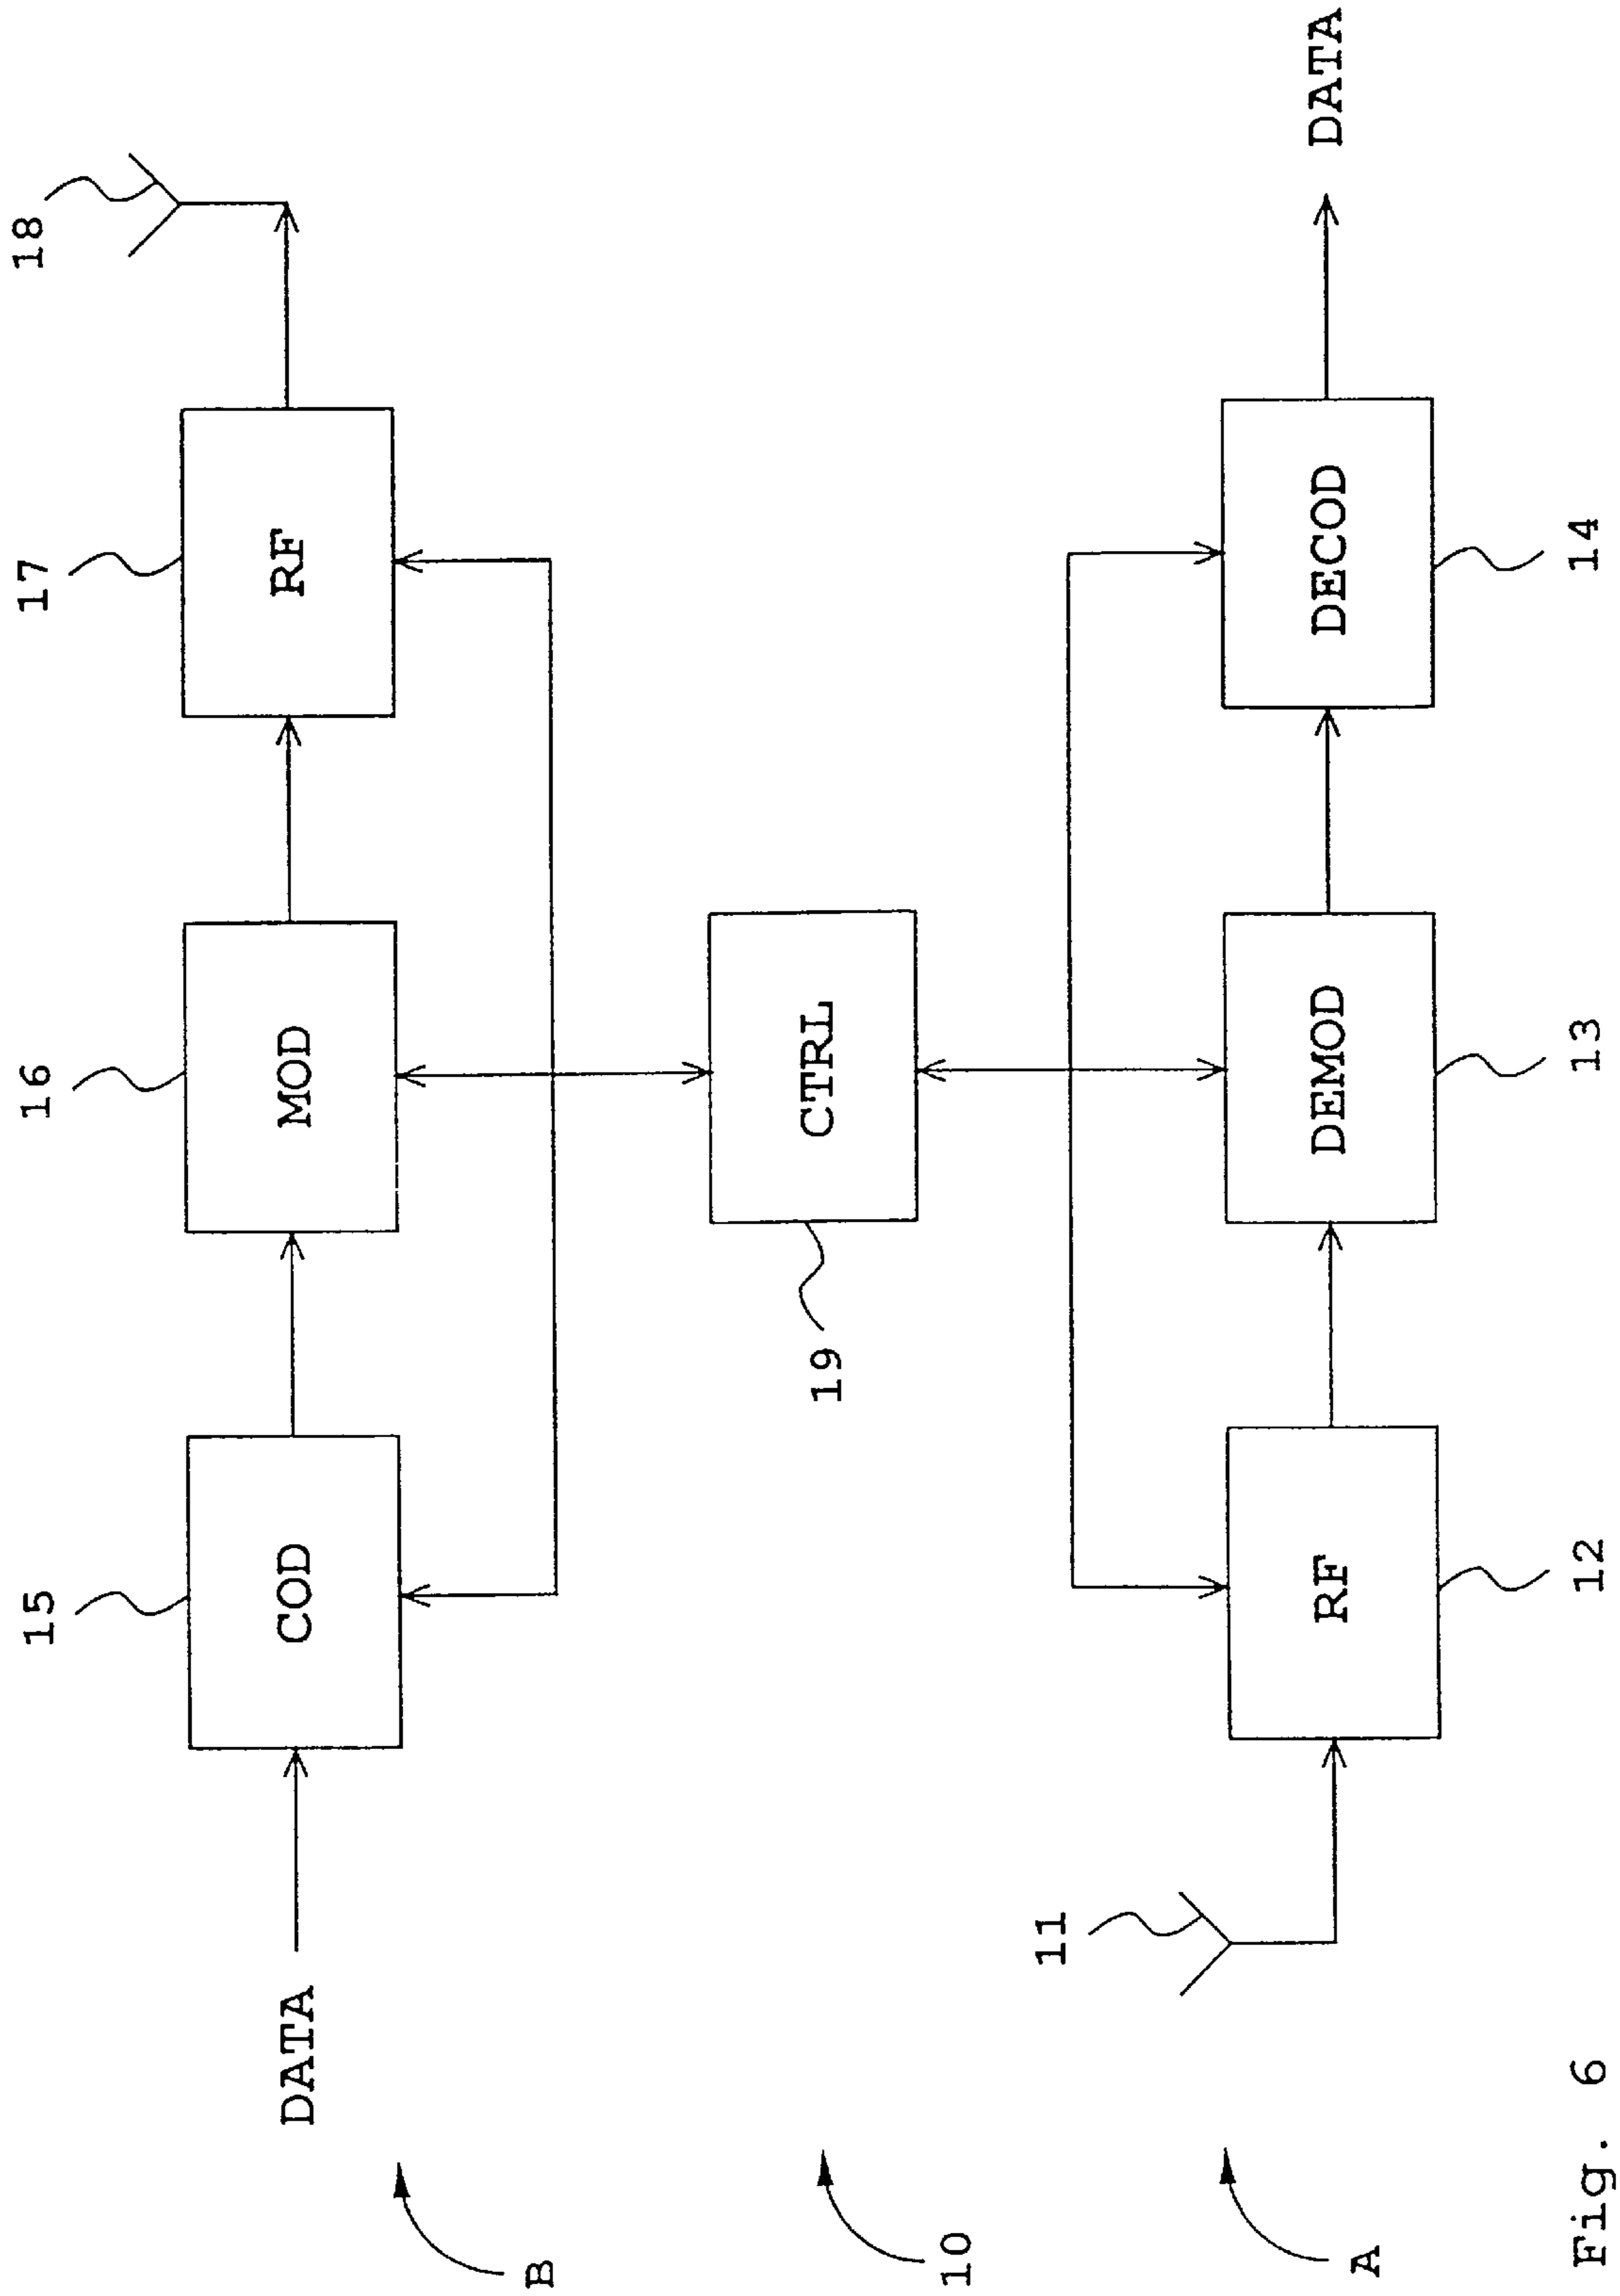 15
16
17
18
DATA
COD
MOD
RF
B
19
CTRL
10
11
RF
DEMOD
DECOD
DATA
A
12
13
14
Fig. 6